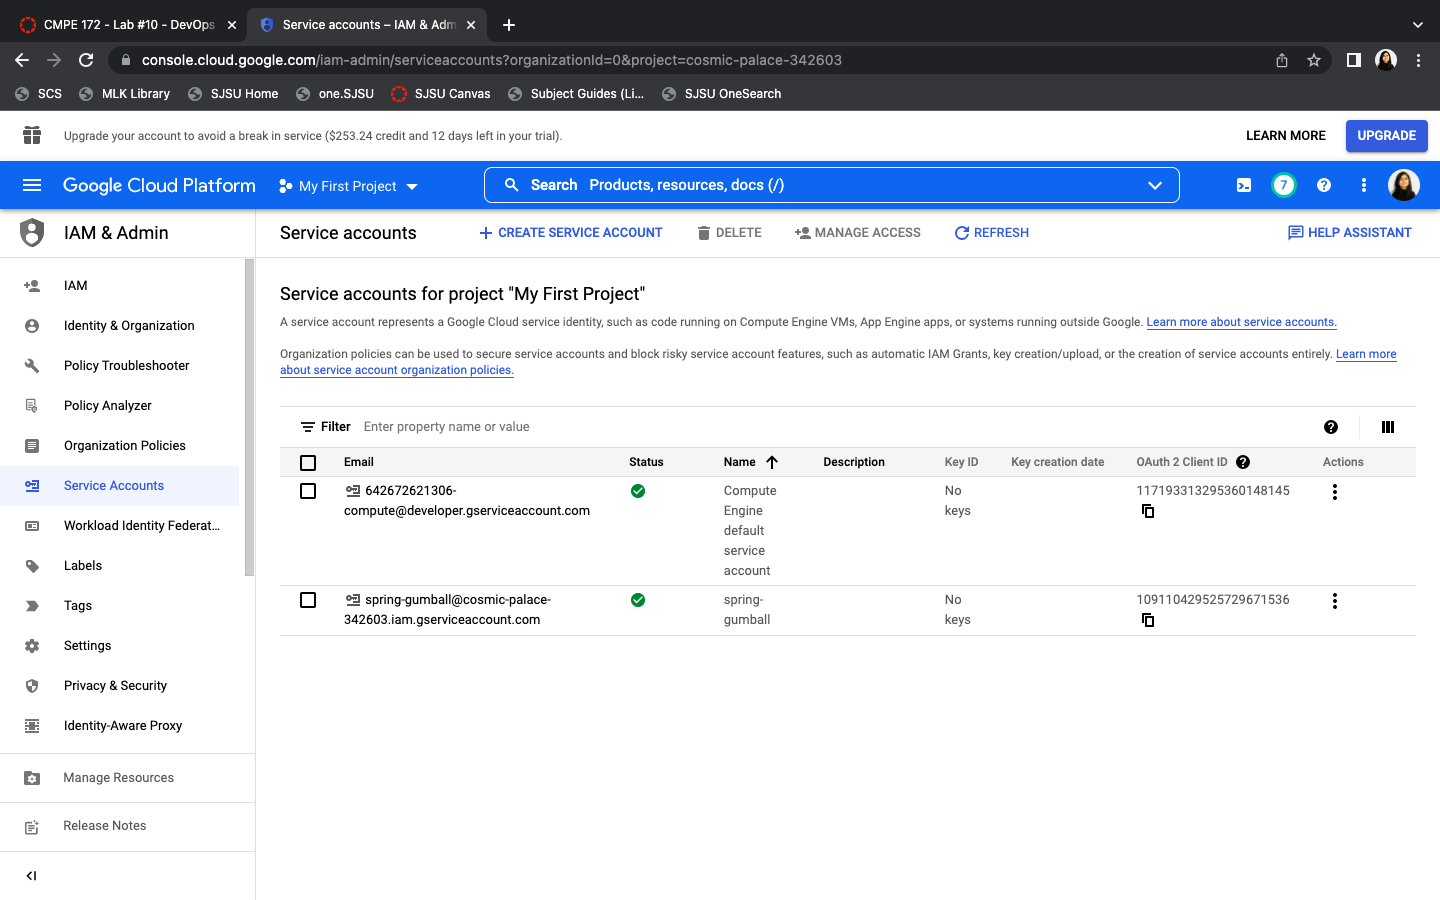 CMPE 172 - Lab #10 - DevOps
Service accounts – IAM & Adm
console.cloud.google.com/iam-admin/serviceaccounts?organizationId=0&project=cosmic-palace-342603
SCS
MLK Library
SJSU Home
one.SJSU
SJSU Canvas
Subject Guides (Li...
SJSU OneSearch
Upgrade your account to avoid a break in service ($253.24 credit and 12 days left in your trial).
LEARN MORE
UPGRADE
Google Cloud Platform
My First Project
Search Products, resources, docs (/)
7
IAM & Admin
IAM
Identity & Organization
Policy Troubleshooter
Policy Analyzer
Organization Policies
Service Accounts
Workload Identity Federat...
Labels
Tags
Settings
Privacy & Security
Identity-Aware Proxy
Manage Resources
Release Notes
Service accounts
CREATE SERVICE ACCOUNT
DELETE
MANAGE ACCESS
REFRESH
HELP ASSISTANT
Service accounts for project "My First Project"
A service account represents a Google Cloud service identity, such as code running on Compute Engine VMs, App Engine apps, or systems running outside Google. Learn more about service accounts.
Organization policies can be used to secure service accounts and block risky service account features, such as automatic IAM Grants, key creation/upload, or the creation of service accounts entirely. Learn more
about service account organization policies.
Filter Enter property name or value
Email Status Name Description Key ID Key creation date OAuth 2 Client ID Actions
642672621306-
compute@developer.gserviceaccount.com
Compute
Engine
default
service
account
No
keys
117193313295360148145
spring-gumball@cosmic-palace-
342603.iam.gserviceaccount.com
spring-
gumball
No
keys
109110429525729671536